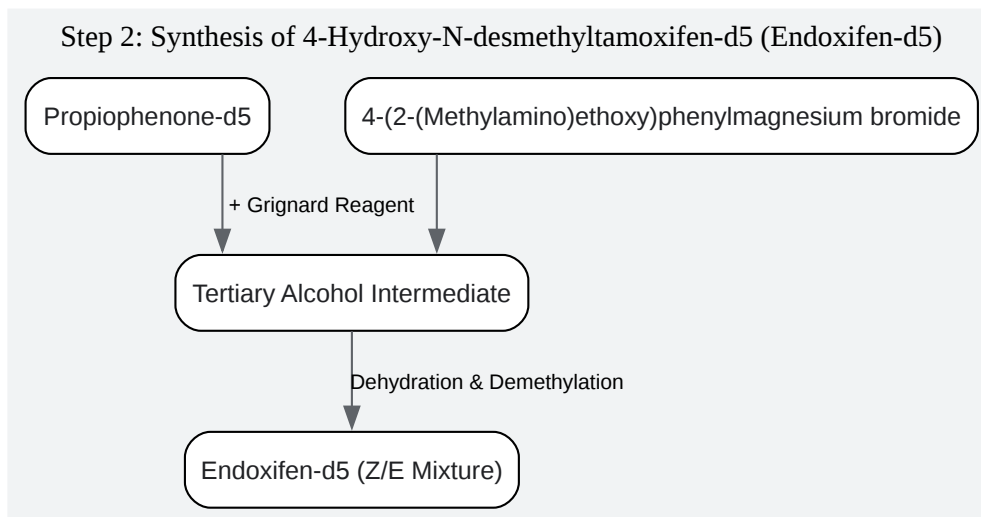 Step 2: Synthesis of 4-Hydroxy-N-desmethyltamoxifen-d5 (Endoxifen-d5)
Propiophenone-d5
4-(2-(Methylamino)ethoxy)phenylmagnesium bromide
+ Grignard Reagent
Tertiary Alcohol Intermediate
Dehydration & Demethylation
Endoxifen-d5 (Z/E Mixture)